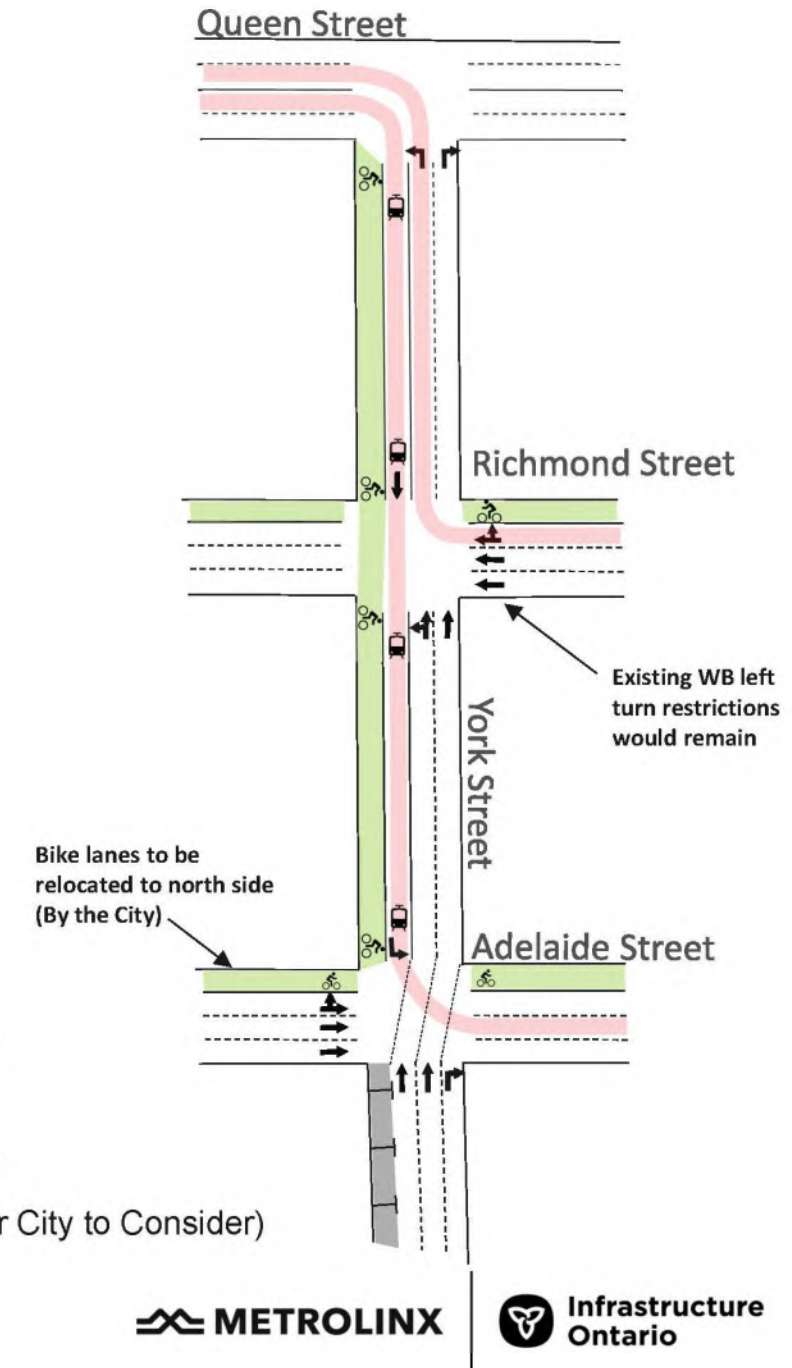 Queen Street
Richmond Street
Existing WB left
turn restrictions
would remain
York Street
Bike lanes to be
relocated to north side
(By the City)
Adelaide Street
r City to Consider)
METROLINX
Infrastructure
Ontario